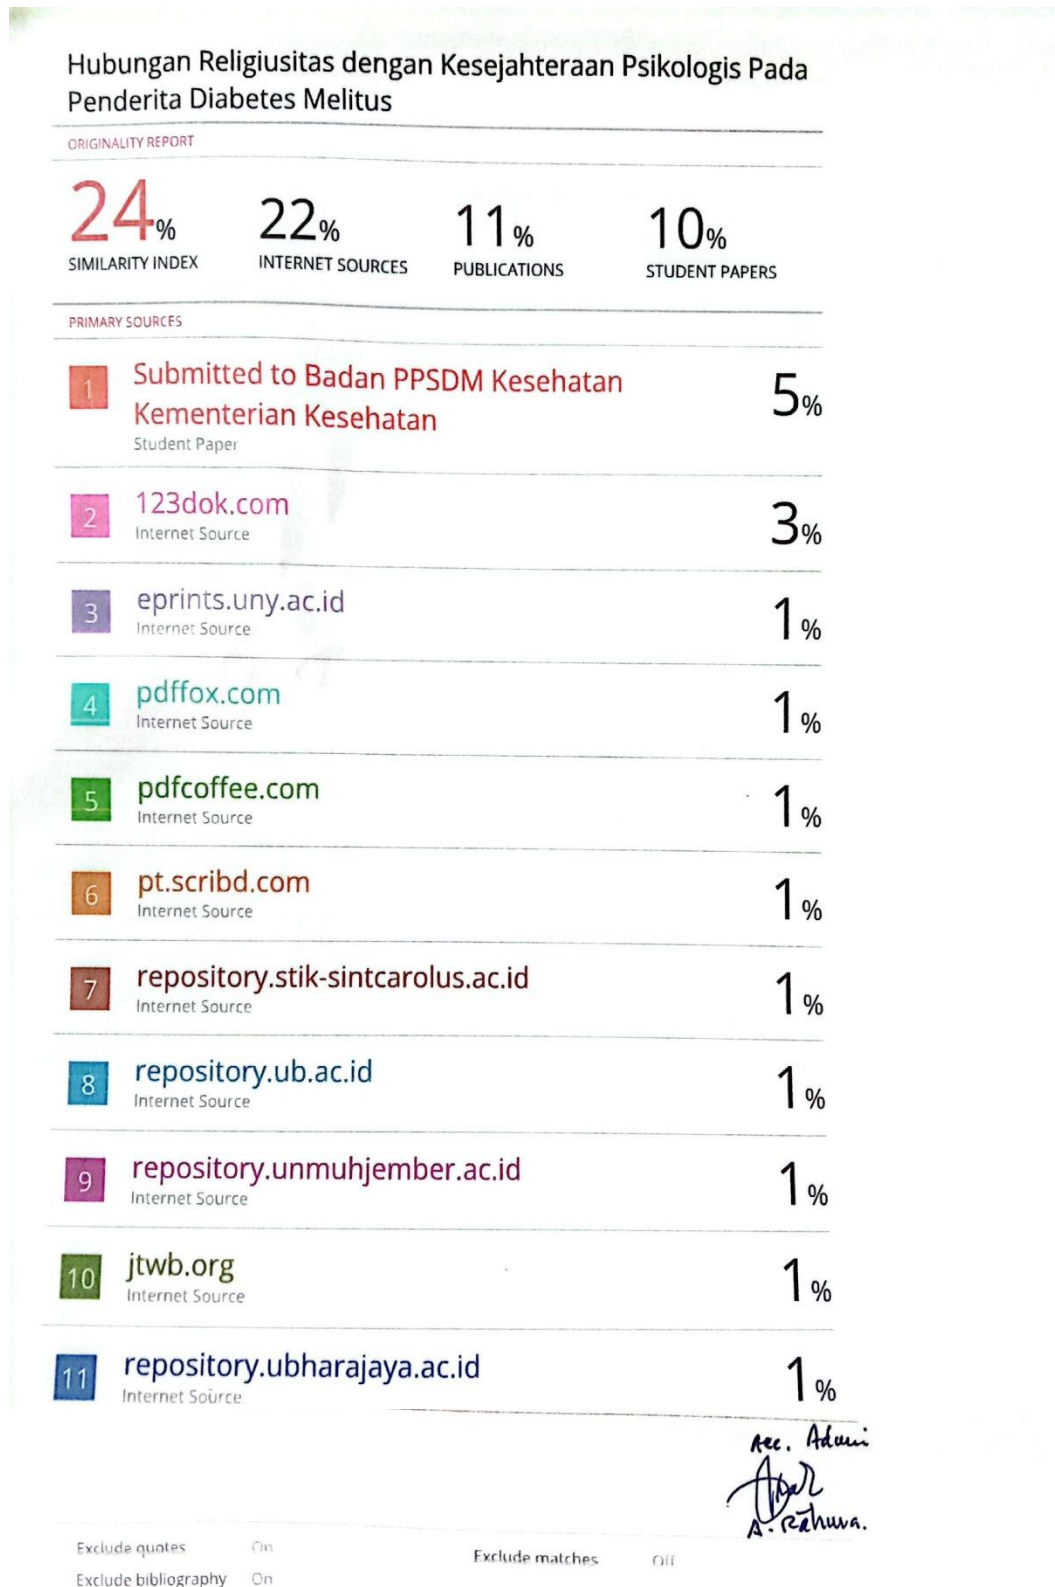 Hubungan Religiusitas dengan Kesejahteraan Psikologis Pada
Penderita Diabetes Melitus
ORIGINALITY REPORT
24%
SIMILARITY INDEX
22%
INTERNET SOURCES
11%
PUBLICATIONS
10%
STUDENT PAPERS
PRIMARY SOURCES
1
Submitted to Badan PPSDM Kesehatan
Kementerian Kesehatan
Student Paper
5%
2
123dok.com
Internet Source
3%
3
eprints.uny.ac.id
Internet Source
1%
4
pdffox.com
Internet Source
1%
5
pdfcoffee.com
Internet Source
1%
6
pt.scribd.com
Internet Source
1%
7
repository.stik-sintcarolus.ac.id
Internet Source
1%
8
repository.ub.ac.id
Internet Source
1%
9
repository.unmuhjember.ac.id
Internet Source
1%
10
jtwb.org
Internet Source
1%
11
repository.ubharajaya.ac.id
Internet Source
1%
Acc.
A.
Exclude quotes On
Exclude matches Off
Exclude bibliography On